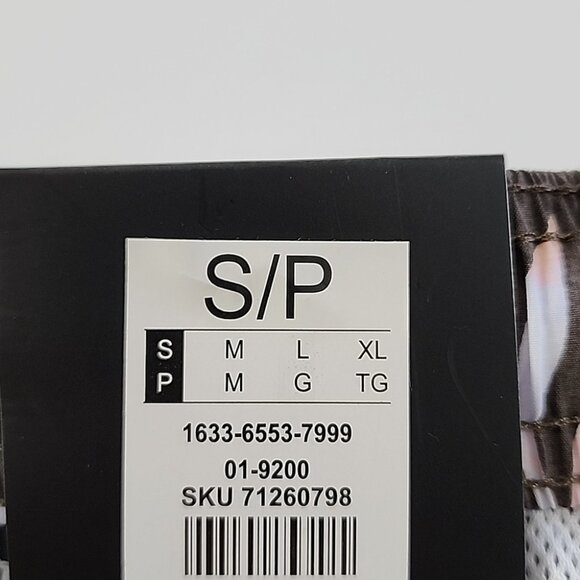 S/P
S M L XL
P M G TG
1633-6553-7999
01-9200
SKU 71260798